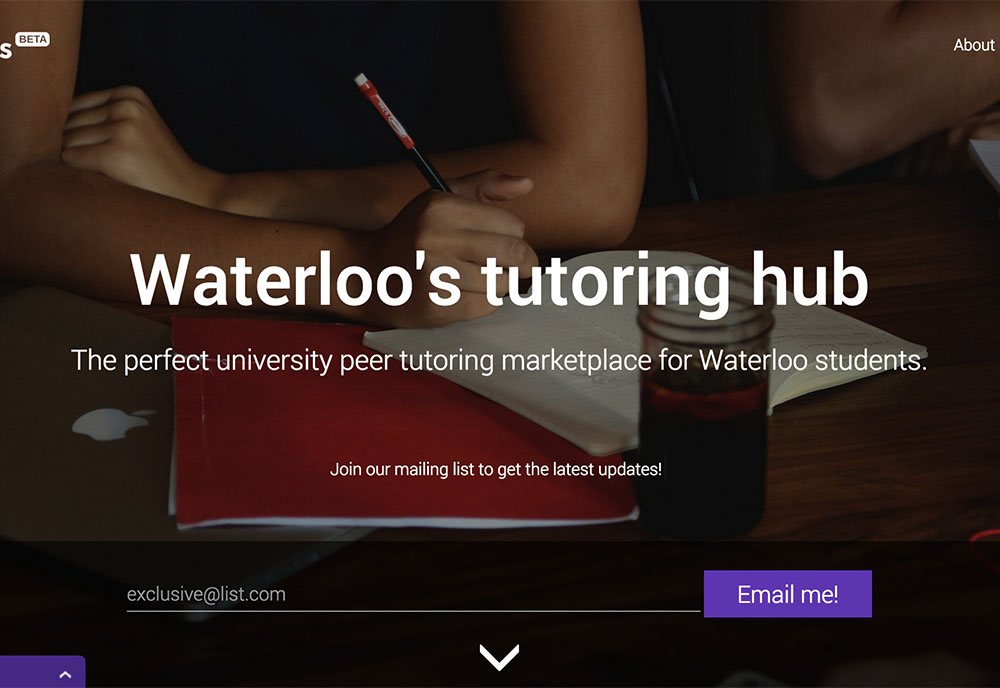 s BETA
About
Waterloo's tutoring hub
The perfect university peer tutoring marketplace for Waterloo students.
Join our mailing list to get the latest updates!
exclusive@list.com
Email me!